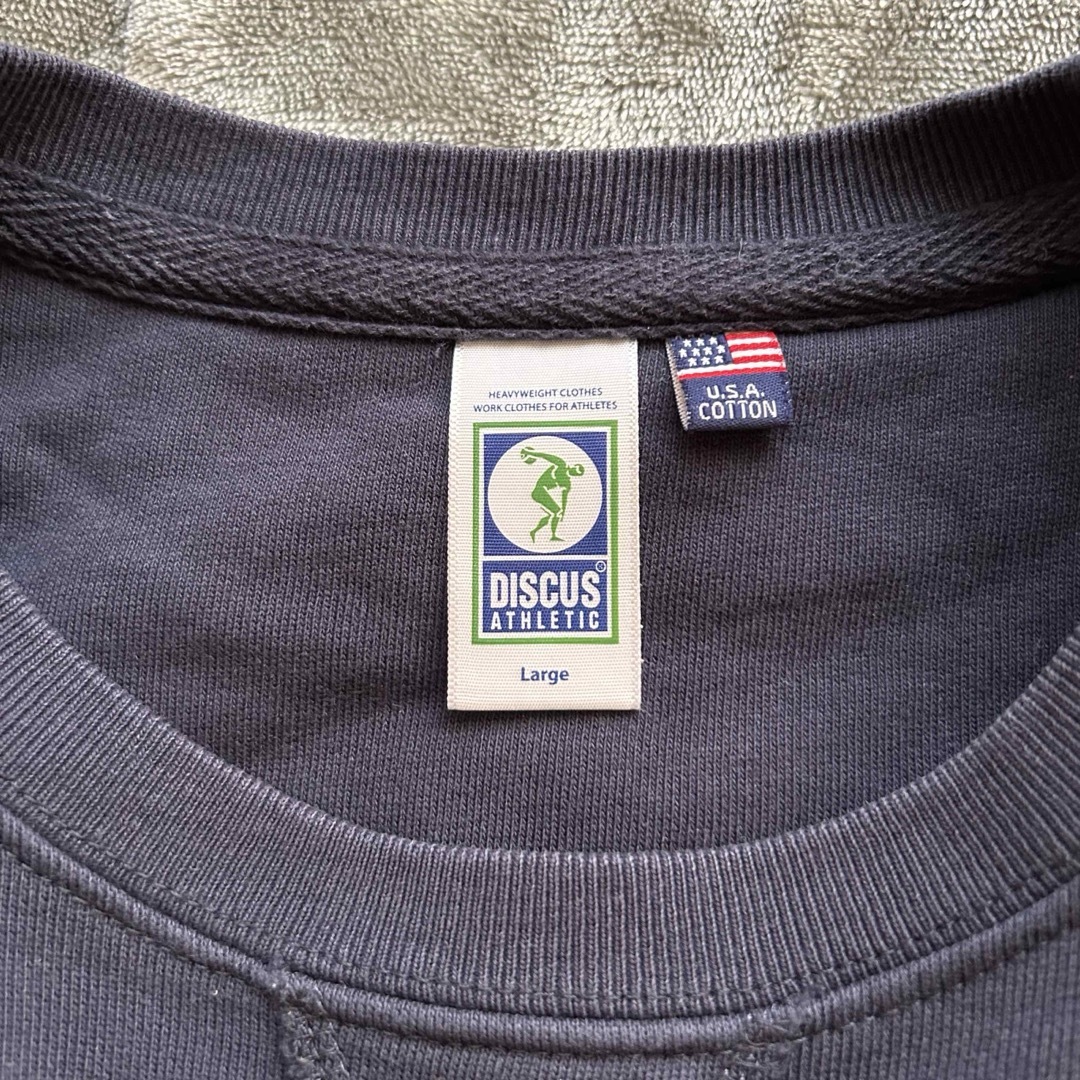 HEAVYWEIGHT CLOTHES
WORK CLOTHES FOR ATHLETES
DISCUS®
ATHLETIC
Large
U.S.A.
COTTON